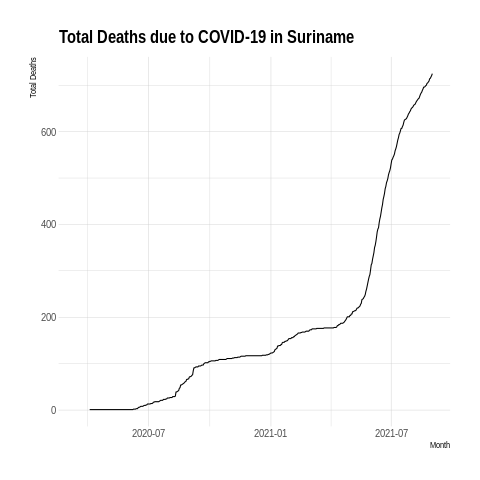 Total Deaths due to COVID-19 in Suriname
Total Deaths
600
400
200
0
2020-07
2021-01
2021-07
Month